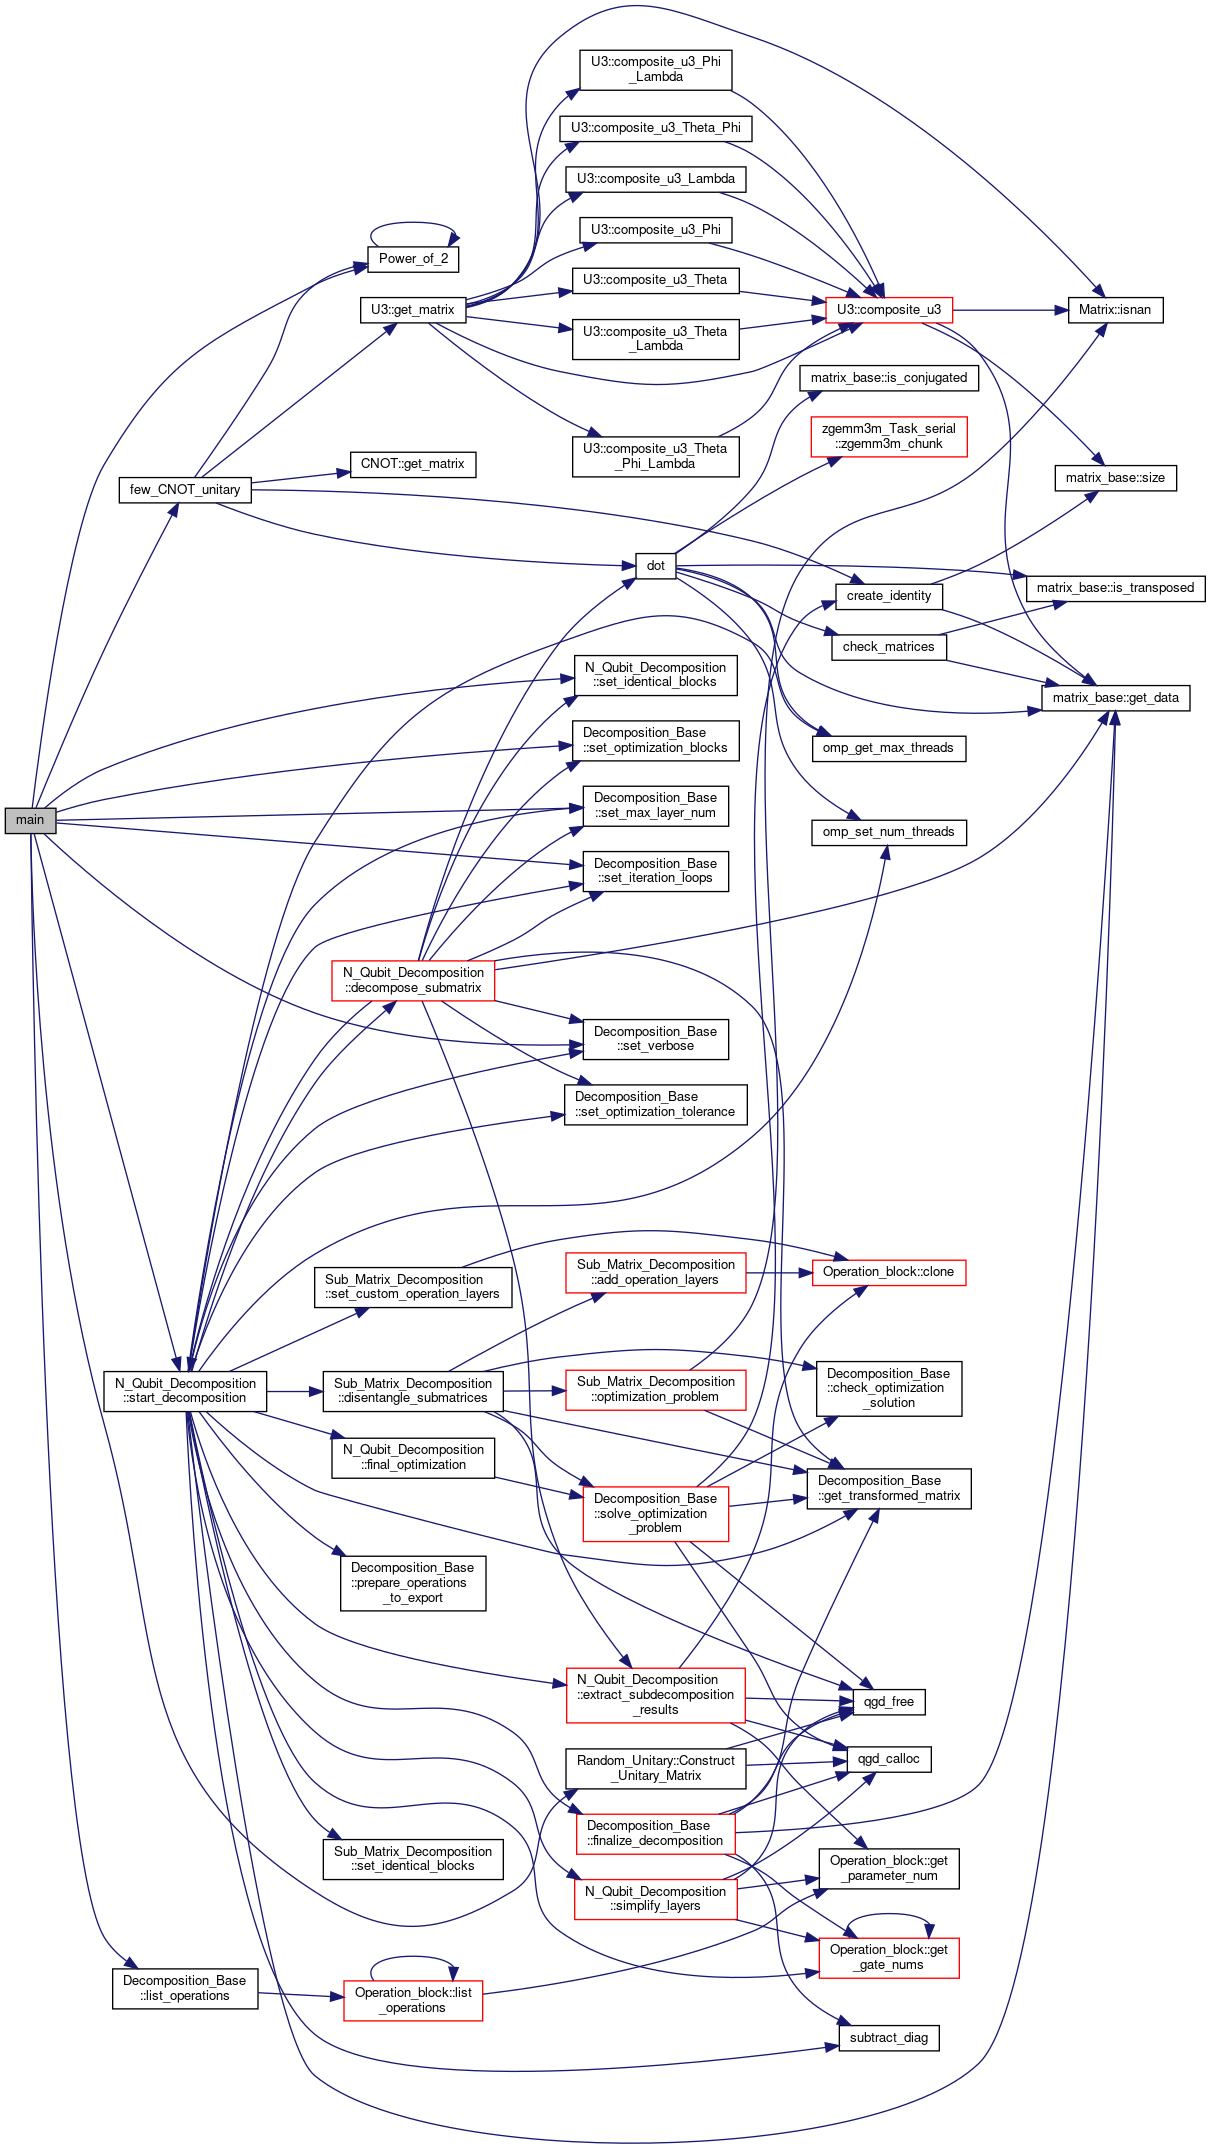 U3::composite_u3_Phi
_Lambda
U3::composite_u3_Theta_Phi
U3::composite_u3_Lambda
U3::composite_u3_Phi
Power_of_2
U3::composite_u3_Theta
U3::get_matrix
U3::composite_u3
Matrix::isnan
U3::composite_u3_Theta
_Lambda
matrix_base::is_conjugated
zgemm3m_Task_serial
::zgemm3m_chunk
U3::composite_u3_Theta
_Phi_Lambda
CNOT::get_matrix
matrix_base::size
few_CNOT_unitary
dot
matrix_base::is_transposed
create_identity
check_matrices
N_Qubit_Decomposition
::set_identical_blocks
matrix_base::get_data
Decomposition_Base
::set_optimization_blocks
omp_get_max_threads
Decomposition_Base
::set_max_layer_num
main
omp_set_num_threads
Decomposition_Base
::set_iteration_loops
N_Qubit_Decomposition
::decompose_submatrix
Decomposition_Base
::set_verbose
Decomposition_Base
::set_optimization_tolerance
Sub_Matrix_Decomposition
::add_operation_layers
Operation_block::clone
Sub_Matrix_Decomposition
::set_custom_operation_layers
N_Qubit_Decomposition
::start_decomposition
Sub_Matrix_Decomposition
::disentangle_submatrices
Sub_Matrix_Decomposition
::optimization_problem
Decomposition_Base
::check_optimization
_solution
N_Qubit_Decomposition
::final_optimization
Decomposition_Base
::get_transformed_matrix
Decomposition_Base
::solve_optimization
_problem
Decomposition_Base
::prepare_operations
_to_export
N_Qubit_Decomposition
::extract_subdecomposition
_results
qgd_free
Random_Unitary::Construct
_Unitary_Matrix
qgd_calloc
Decomposition_Base
::finalize_decomposition
Sub_Matrix_Decomposition
::set_identical_blocks
Operation_block::get
_parameter_num
N_Qubit_Decomposition
::simplify_layers
Operation_block::get
_gate_nums
Decomposition_Base
::list_operations
Operation_block::list
_operations
subtract_diag